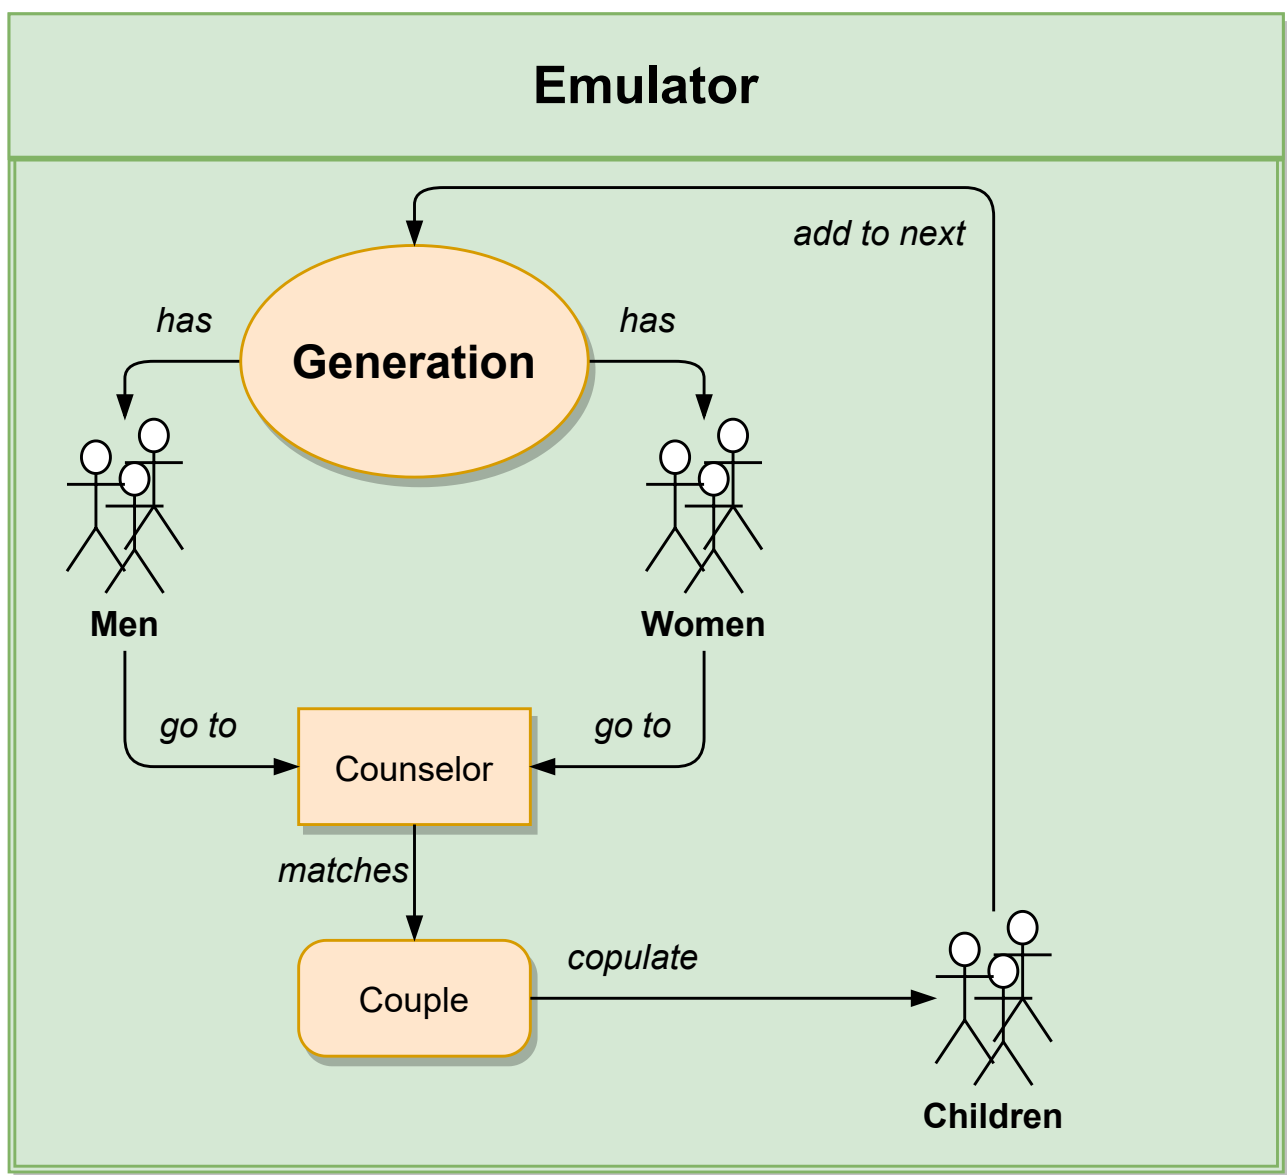 Emulator
add to next
has
has
Generation
Men
Women
go to
go to
Counselor
matches
copulate
Couple
Children